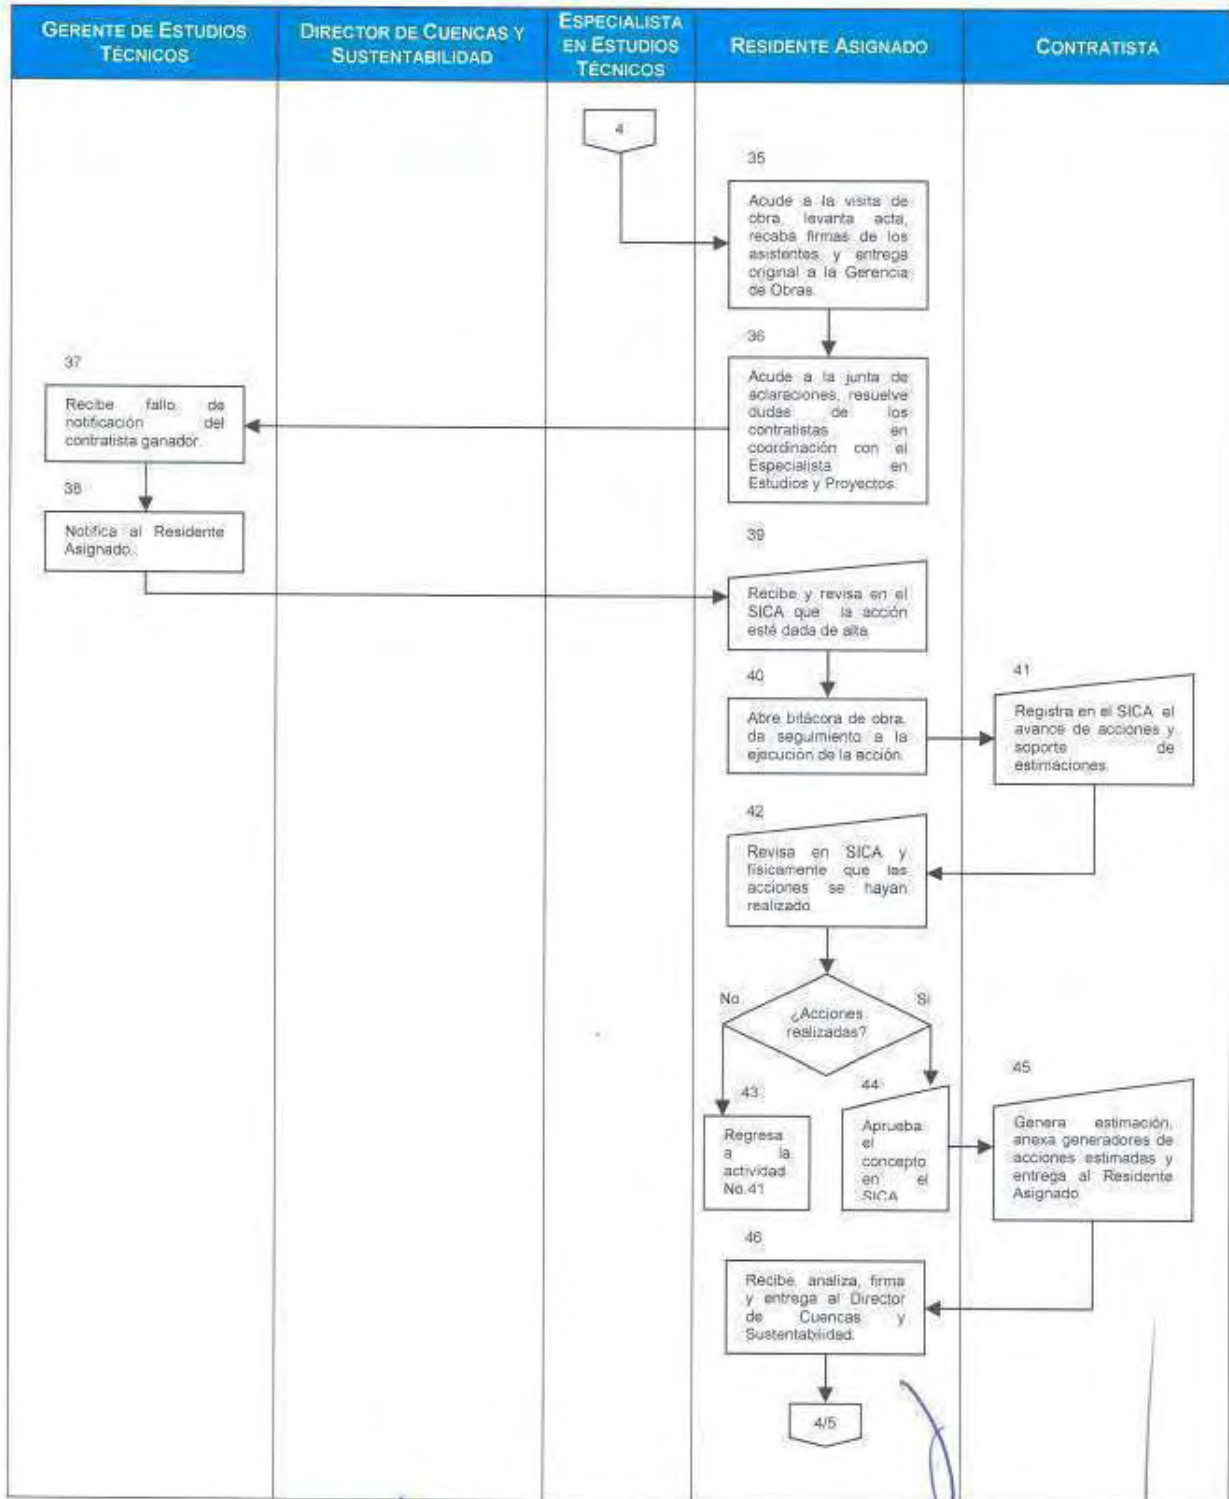 GERENTE DE ESTUDIOS
TÉCNICOS
DIRECTOR DE CUENCAS Y
SUSTENTABILIDAD
ESPECIALISTA
EN ESTUDIOS
TÉCNICOS
RESIDENTE ASIGNADO
CONTRATISTA
4
35
Acude a la visita de
obra, levanta acta,
recaba firmas de los
asistentes, y entrega
original a la Gerencia
de Obras.
36
Acude a la junta de
aclaraciones, resuelve
dudas de los
contratistas en
coordinación con el
Especialista en
Estudios y Proyectos.
37
Recibe fallo de
notificación del
contratista ganador.
38
Notifica al Residente
Asignado.
39
Recibe y revisa en el
SICA que la acción
esté dada de alta
40
Abre bitácora de obra,
da seguimiento a la
ejecución de la acción.
41
Registra en el SICA el
avance de acciones y
soporte de
estimaciones.
42
Revisa en SICA y
físicamente que las
acciones se hayan
realizado
¿Acciones
realizadas?
No
Si
43
Regresa
a la
actividad
No.41
44
Aprueba
el
concepto
en el
SICA
45
Genera estimación,
anexa generadores de
acciones estimadas y
entrega al Residente
Asignado
46
Recibe, analiza, firma
y entrega al Director
de Cuencas y
Sustentabilidad.
4/5